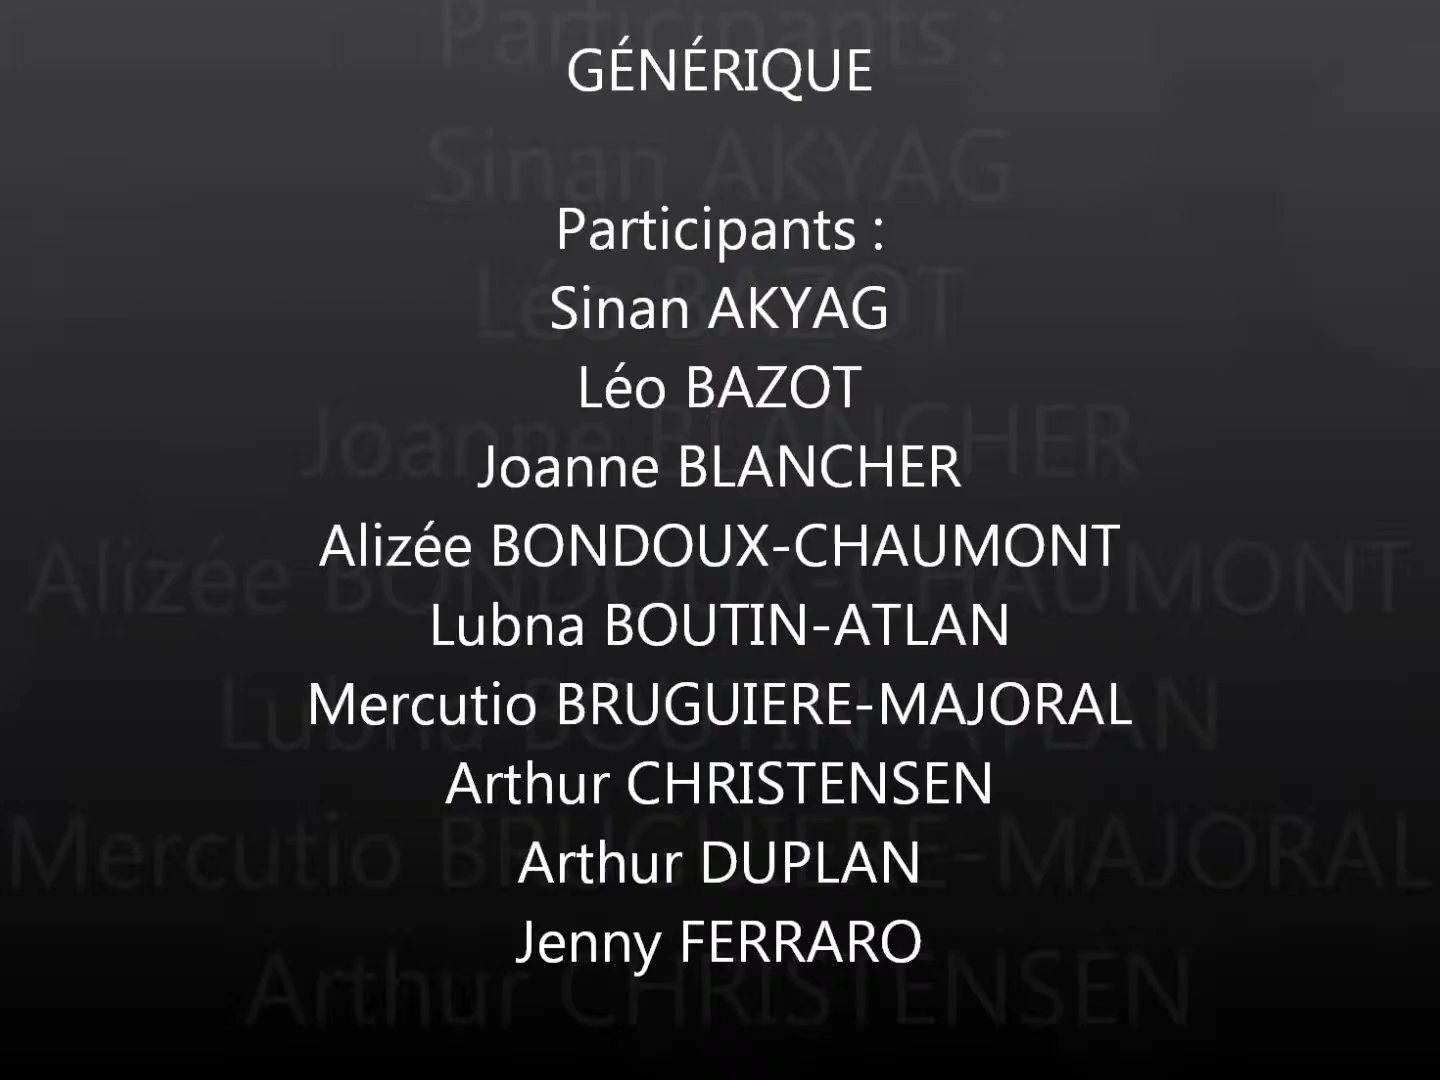 GÉNÉRIQUE
Participants :
Sinan AKYAG
Léo BAZOT
Joanne BLANCHER
Alizée BONDOUX-CHAUMONT
Lubna BOUTIN-ATLAN
Mercutio BRUGUIERE-MAJORAL
Arthur CHRISTENSEN
Arthur DUPLAN
Jenny FERRARO